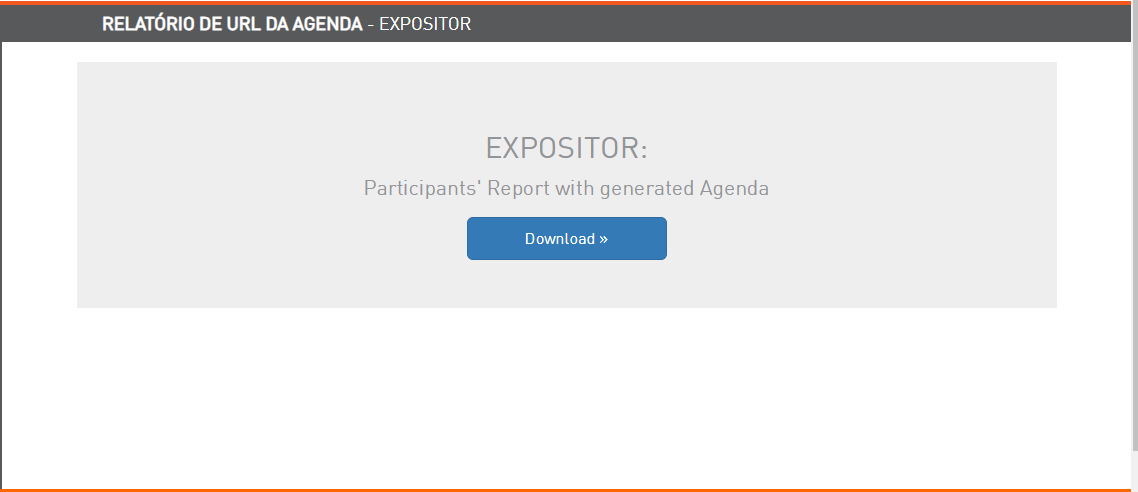 RELATÓRIO DE URL DA AGENDA - EXPOSITOR
EXPOSITOR:
Participants' Report with generated Agenda
Download »